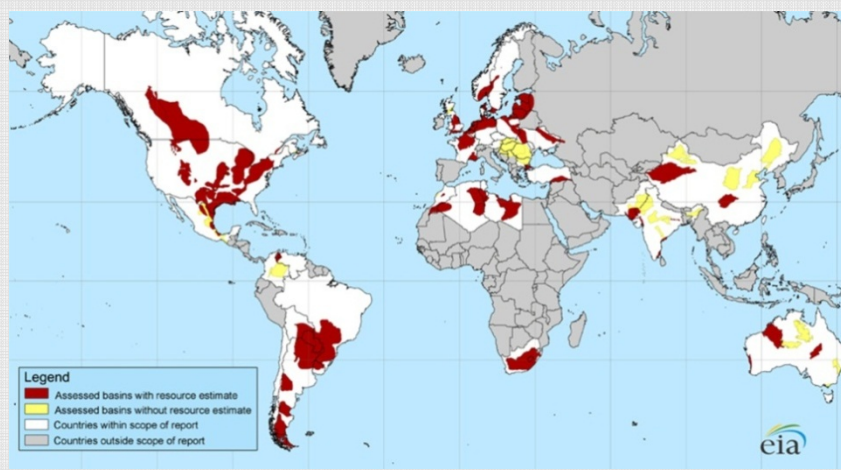 Legend
Assessed basins with resource estimate
Assessed basins without resource estimate
Countries within scope of report
Countries outside scope of report
eia